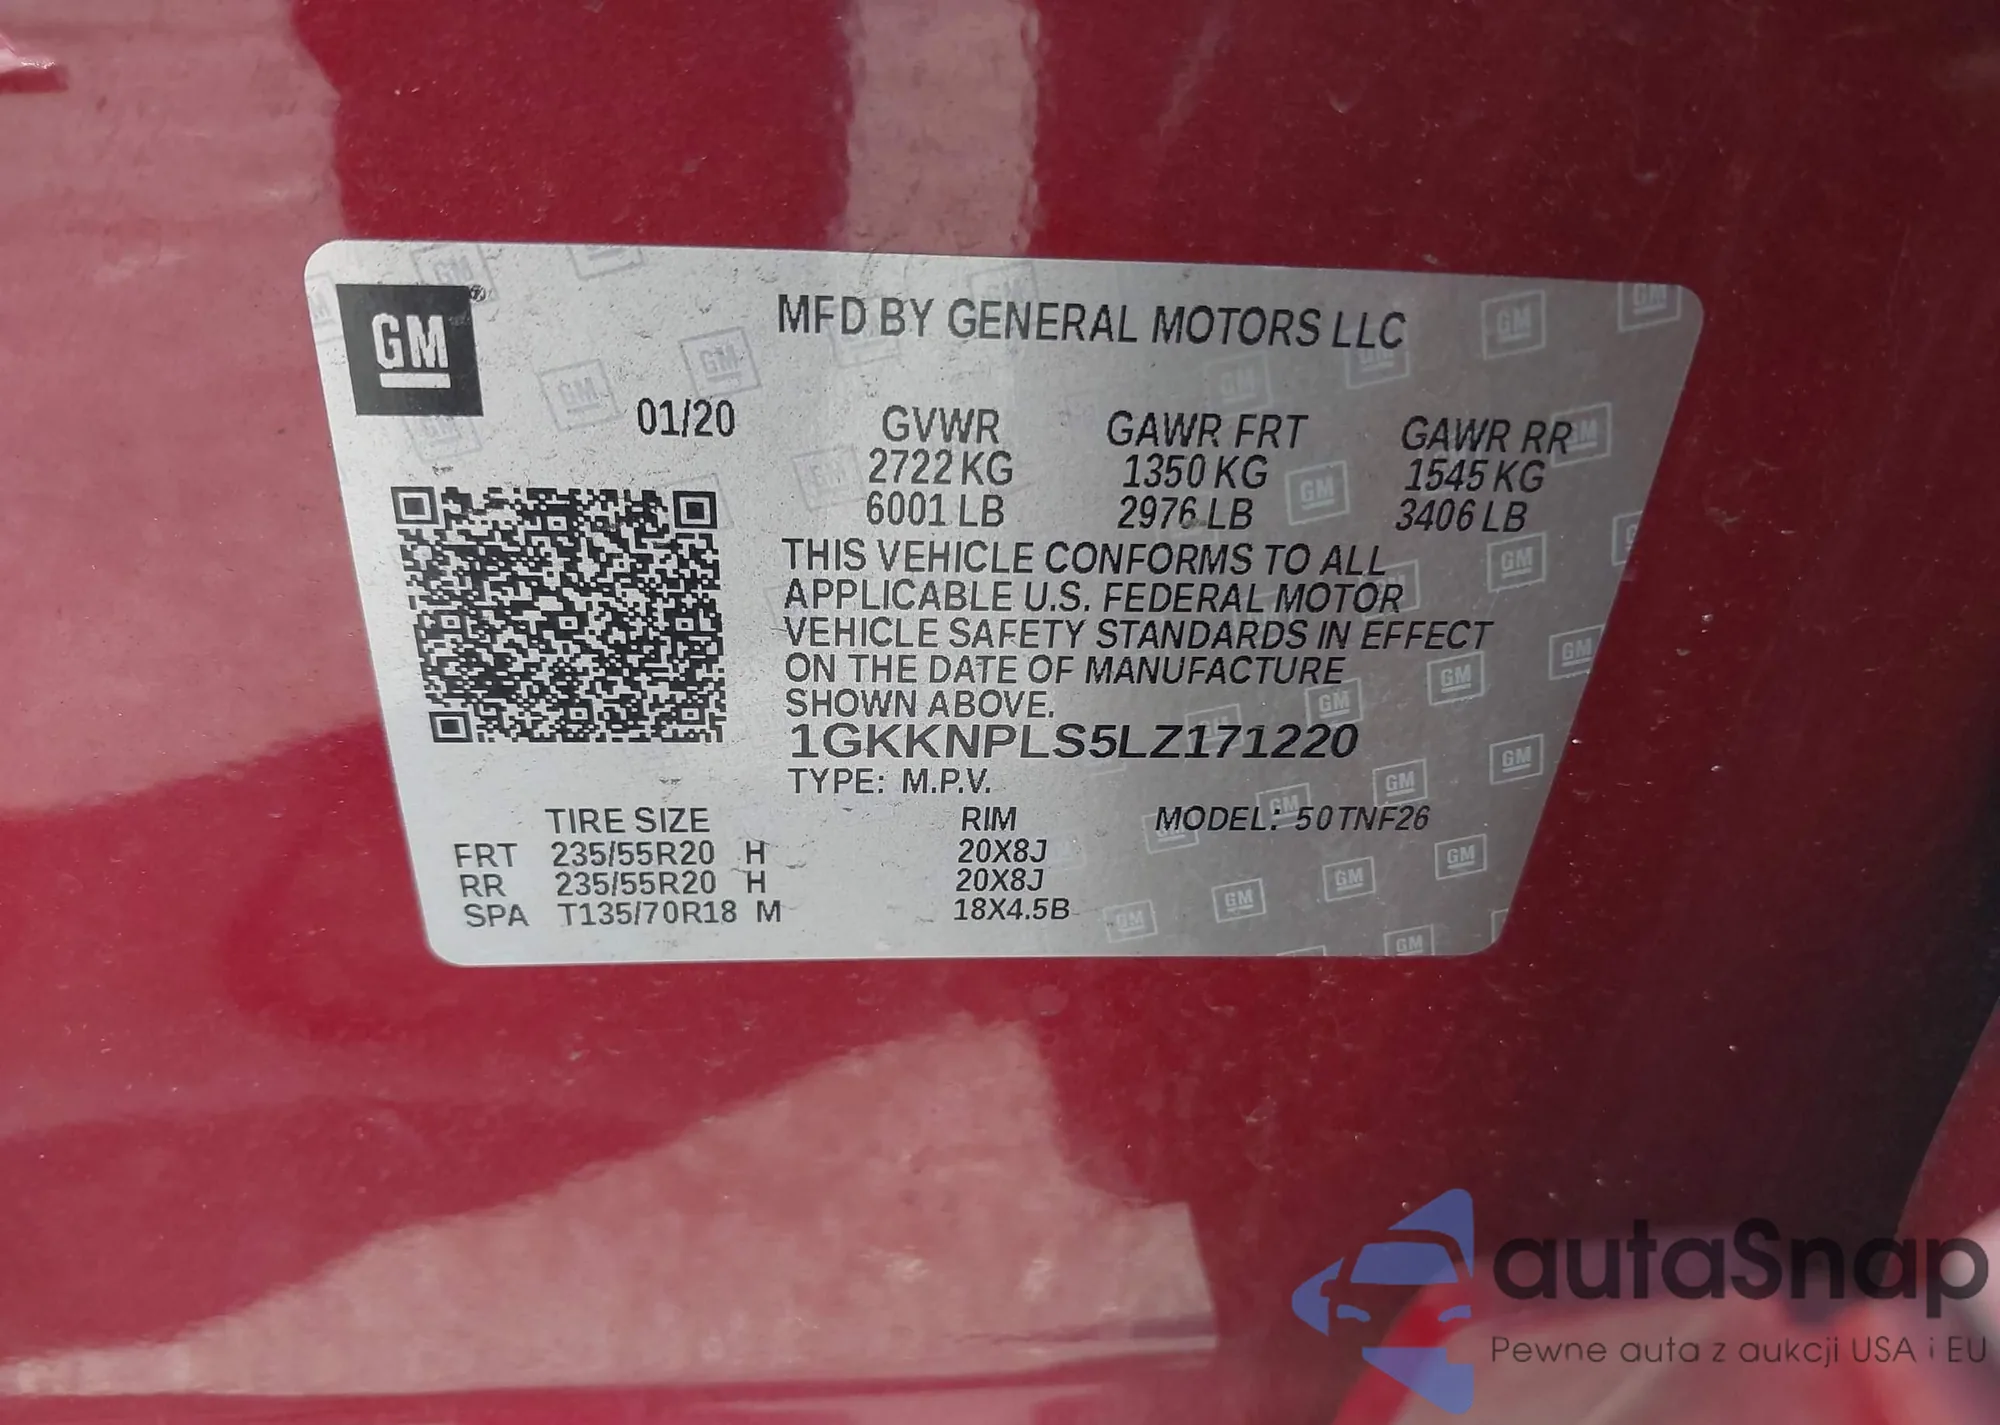 GM
MFD BY GENERAL MOTORS LLC
01/20 GVWR GAWR FRT GAWR RR
2722 KG 1350 KG 1545 KG
6001 LB 2976 LB 3406 LB
THIS VEHICLE CONFORMS TO ALL
APPLICABLE U.S. FEDERAL MOTOR
VEHICLE SAFETY STANDARDS IN EFFECT
ON THE DATE OF MANUFACTURE
SHOWN ABOVE.
1GKKNPLS5LZ171220
TYPE: M.P.V.
TIRE SIZE RIM MODEL: 50TNF26
FRT 235/55R20 H 20X8J
RR 235/55R20 H 20X8J
SPA T135/70R18 M 18X4.5B
autaSnap
Pewne auta z aukcji USA i EU